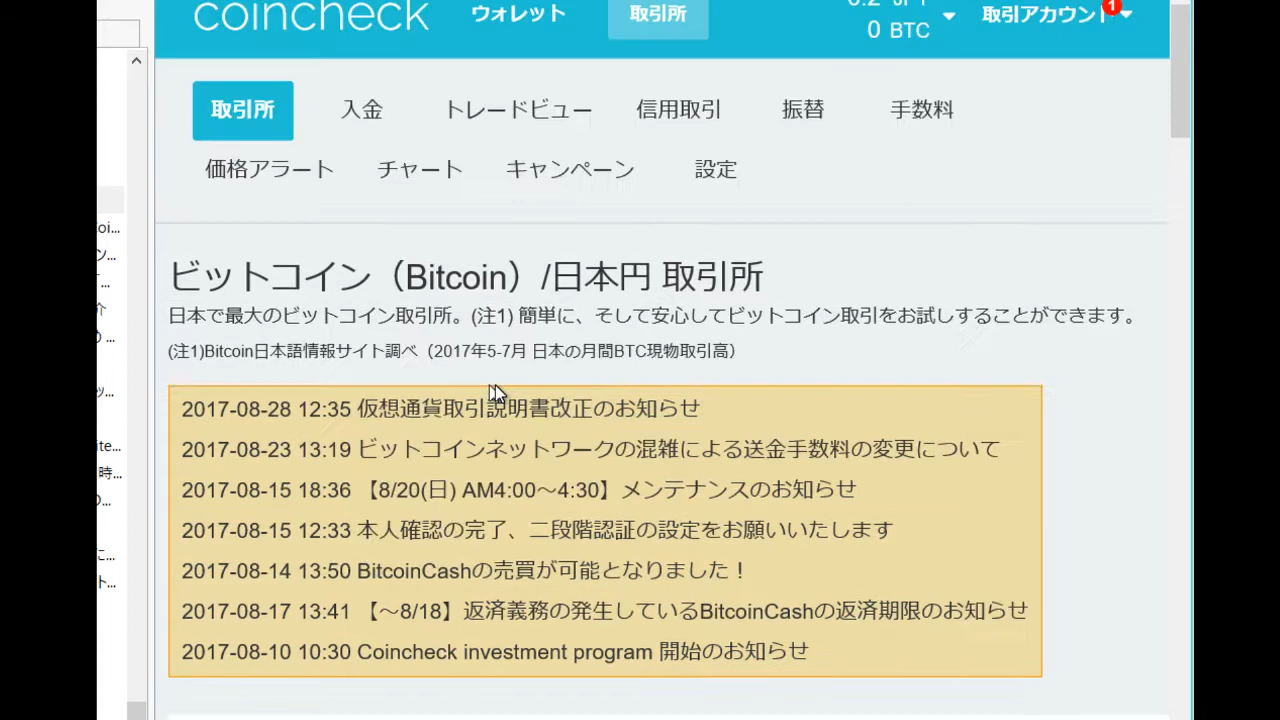 coincheck ウォレット 取引所
0 BTC 取引アカウント 1
取引所 入金 トレードビュー 信用取引 振替 手数料
価格アラート チャート キャンペーン 設定
ビットコイン（Bitcoin）/日本円 取引所
日本で最大のビットコイン取引所。(注1) 簡単に、そして安心してビットコイン取引をお試しすることができます。
(注1)Bitcoin日本語情報サイト調べ（2017年5-7月 日本の月間BTC現物取引高）
2017-08-28 12:35 仮想通貨取引説明書改正のお知らせ
2017-08-23 13:19 ビットコインネットワークの混雑による送金手数料の変更について
2017-08-15 18:36 【8/20(日) AM4:00～4:30】メンテナンスのお知らせ
2017-08-15 12:33 本人確認の完了、二段階認証の設定をお願いいたします
2017-08-14 13:50 BitcoinCashの売買が可能となりました！
2017-08-17 13:41 【～8/18】返済義務の発生しているBitcoinCashの返済期限のお知らせ
2017-08-10 10:30 Coincheck investment program 開始のお知らせ